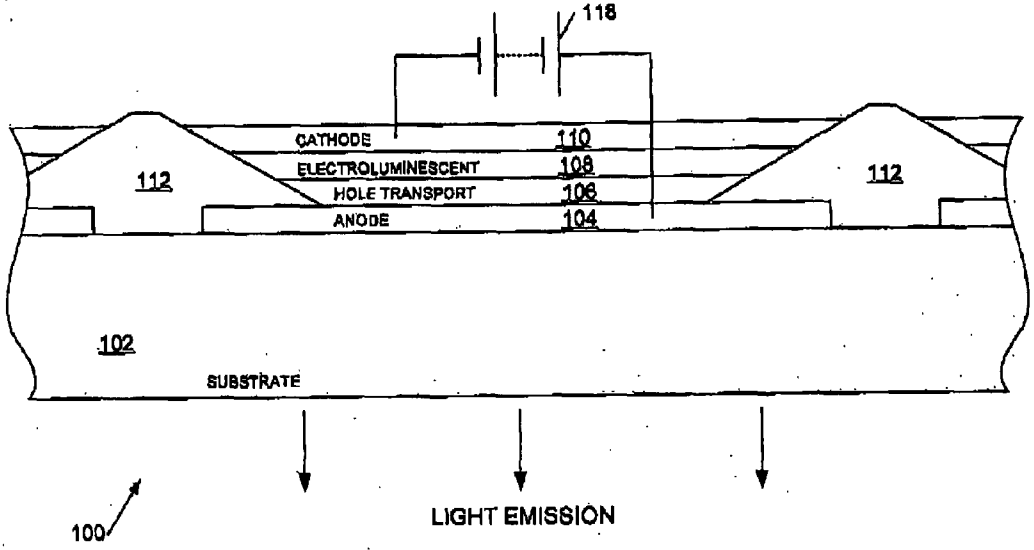 118
CATHODE 110
ELECTROLUMINESCENT 108
112
HOLE TRANSPORT 106
112
ANODE 104
102
SUBSTRATE
100
LIGHT EMISSION